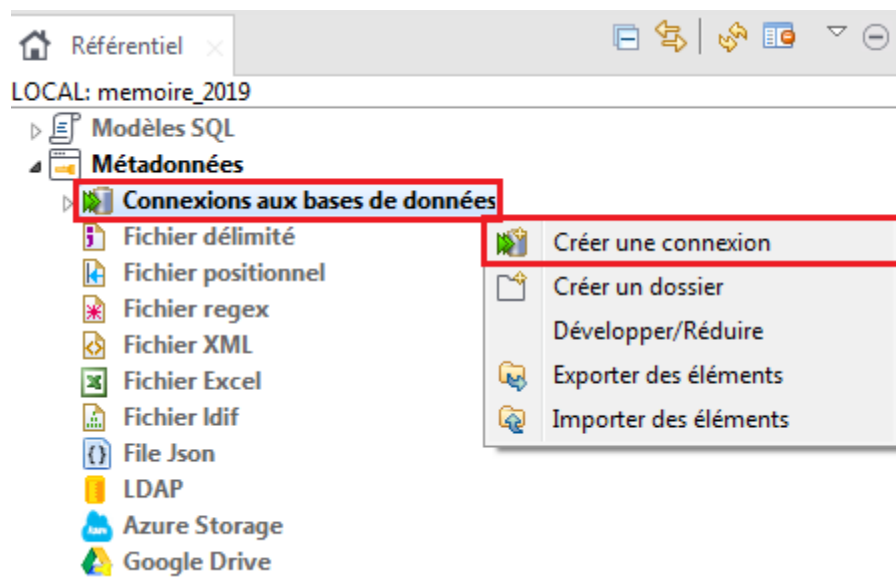 Référentiel
LOCAL: memoire_2019
Modèles SQL
Métadonnées
Connexions aux bases de données
Fichier délimité
Créer une connexion
Fichier positionnel
Créer un dossier
Fichier regex
Développer/Réduire
Fichier XML
Fichier Excel
Exporter des éléments
Fichier ldif
Importer des éléments
File Json
LDAP
Azure Storage
Google Drive